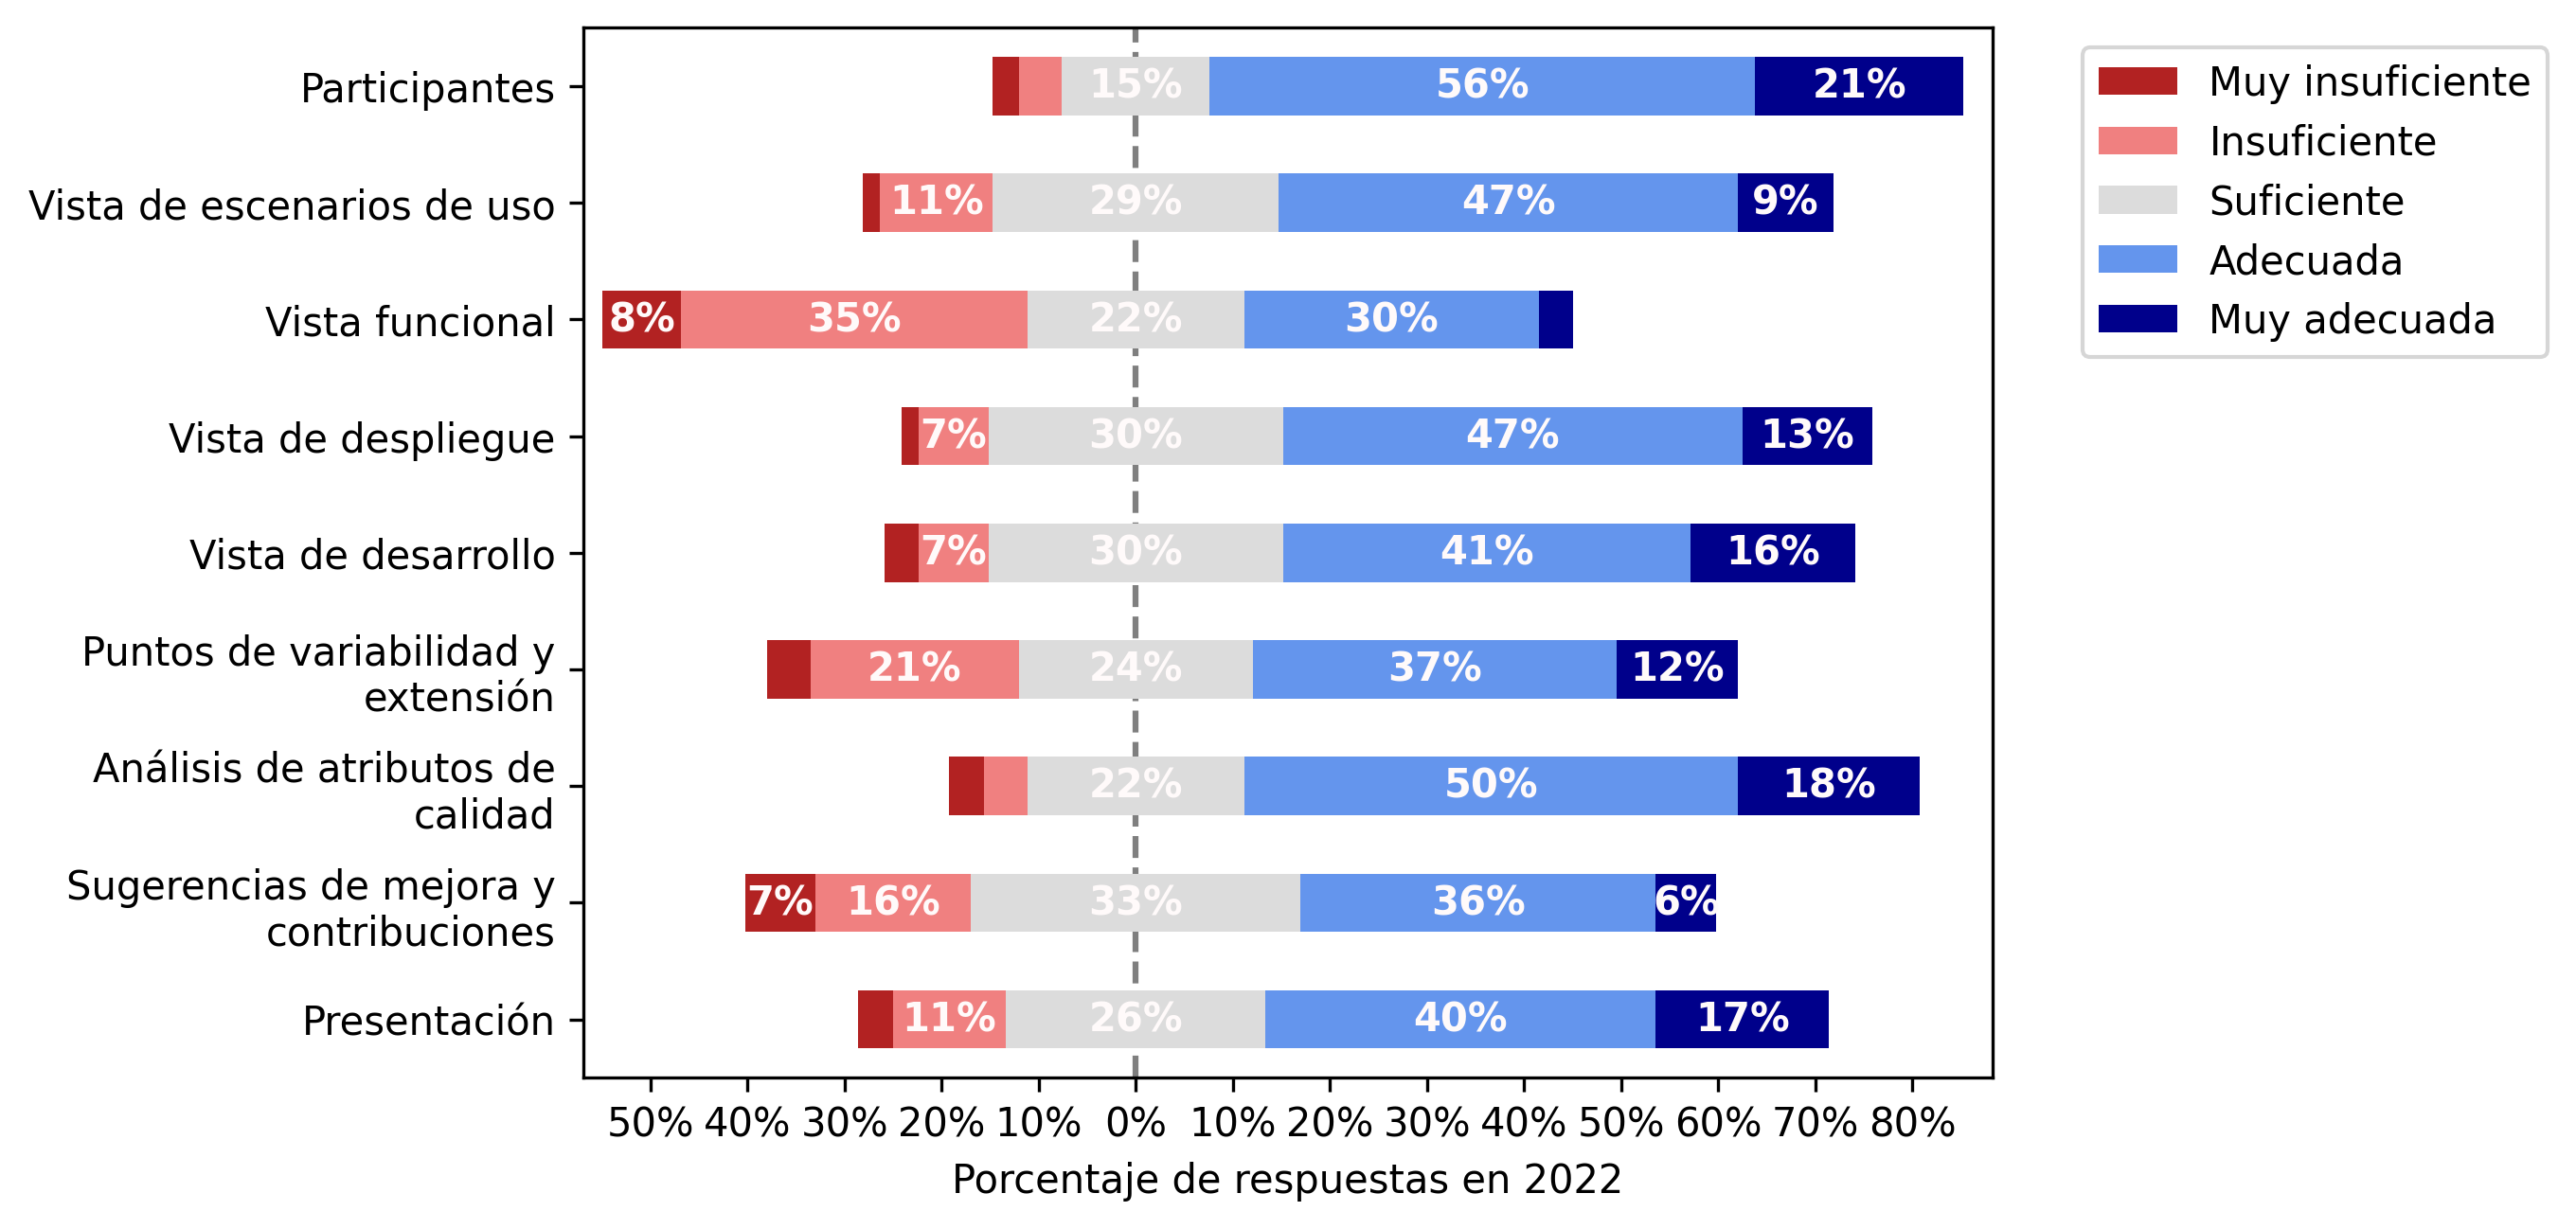 Participantes
15% 56% 21%
Vista de escenarios de uso
11% 29% 47% 9%
Vista funcional
8% 35% 22% 30%
Vista de despliegue
7% 30% 47% 13%
Vista de desarrollo
7% 30% 41% 16%
Puntos de variabilidad y
extensión
21% 24% 37% 12%
Análisis de atributos de
calidad
22% 50% 18%
Sugerencias de mejora y
contribuciones
7% 16% 33% 36% 6%
Presentación
11% 26% 40% 17%
50% 40% 30% 20% 10% 0% 10% 20% 30% 40% 50% 60% 70% 80%
Porcentaje de respuestas en 2022
Muy insuficiente
Insuficiente
Suficiente
Adecuada
Muy adecuada